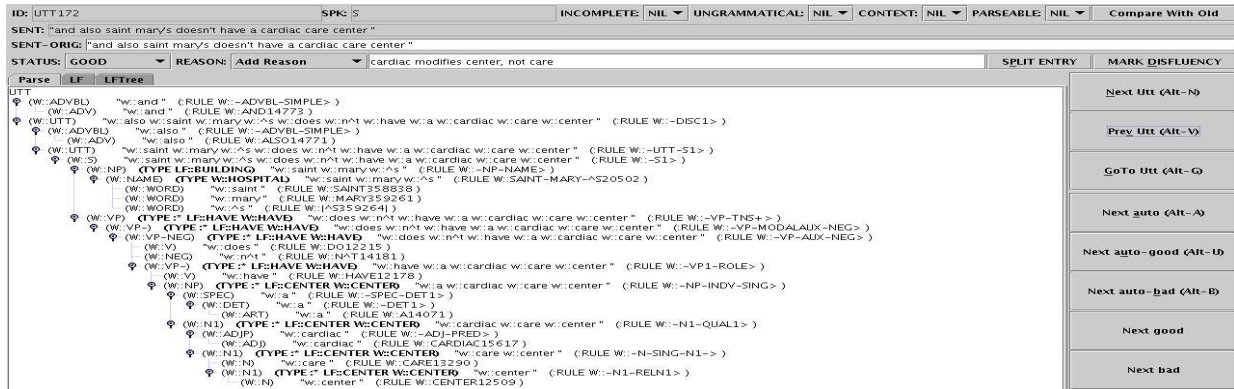 ID: UTT172 SPK: S INCOMPLETE: NIL UNGRAMMATICAL: NIL CONTEXT: NIL PARSEABLE: NIL Compare With Old
SENT: "and also saint mary's doesn't have a cardiac care center"
SENT-ORIG: "and also saint mary's doesn't have a cardiac care center"
STATUS: GOOD REASON: Add Reason cardiac modifies center, not care SPLIT ENTRY MARK DISFLUENCY
Parse LF LFTree
UTT
(W::ADVBL) "w::and" (:RULE W::-ADVBL-SIMPLE>)
(W::ADV) "w::and" (:RULE W::AND14773)
(W::UTT) "w::also w::saint w::mary w::^s w::does w::n^t w::have w::a w::cardiac w::care w::center" (:RULE W::-DISC1>)
(W::ADVBL) "w::also" (:RULE W::-ADVBL-SIMPLE>)
(W::ADV) "w::also" (:RULE W::ALSO14771)
(W::UTT) "w::saint w::mary w::^s w::does w::n^t w::have w::a w::cardiac w::care w::center" (:RULE W::-UTT-S1>)
(W::S) "w::saint w::mary w::^s w::does w::n^t w::have w::a w::cardiac w::care w::center" (:RULE W::-S1>)
(W::NP) (TYPE LF::BUILDING) "w::saint w::mary w::^s" (:RULE W::-NP-NAME>)
(W::NAME) (TYPE W::HOSPITAL) "w::saint w::mary w::^s" (:RULE W::SAINT-MARY-^S20502)
(W::WORD) "w::saint" (:RULE W::SAINT358838)
(W::WORD) "w::mary" (:RULE W::MARY359261)
(W::WORD) "w::^s" (:RULE W::|^S359264|)
(W::VP) (TYPE :* LF::HAVE W::HAVE) "w::does w::n^t w::have w::a w::cardiac w::care w::center" (:RULE W::-VP-TNS+>)
(W::VP-) (TYPE :* LF::HAVE W::HAVE) "w::does w::n^t w::have w::a w::cardiac w::care w::center" (:RULE W::-VP-MODALAUX-NEG>)
(W::VP-NEG) (TYPE :* LF::HAVE W::HAVE) "w::does w::n^t w::have w::a w::cardiac w::care w::center" (:RULE W::-VP-AUX-NEG>)
(W::V) "w::does" (:RULE W::DO12215)
(W::NEG) "w::n^t" (:RULE W::N^T14181)
(W::VP-) (TYPE :* LF::HAVE W::HAVE) "w::have w::a w::cardiac w::care w::center" (:RULE W::-VP1-ROLE>)
(W::V) "w::have" (:RULE W::HAVE12178)
(W::NP) (TYPE :* LF::CENTER W::CENTER) "w::a w::cardiac w::care w::center" (:RULE W::-NP-INDV-SING>)
(W::SPEC) "w::a" (:RULE W::-SPEC-DET1>)
(W::DET) "w::a" (:RULE W::-DET1>)
(W::ART) "w::a" (:RULE W::A14071)
(W::N1) (TYPE :* LF::CENTER W::CENTER) "w::cardiac w::care w::center" (:RULE W::-N1-QUAL1>)
(W::ADJP) "w::cardiac" (:RULE W::-ADJ-PRED>)
(W::ADJ) "w::cardiac" (:RULE W::CARDIAC15617)
(W::N1) (TYPE :* LF::CENTER W::CENTER) "w::care w::center" (:RULE W::-N-SING-N1->)
(W::N) "w::care" (:RULE W::CARE13290)
(W::N1) (TYPE :* LF::CENTER W::CENTER) "w::center" (:RULE W::-N1-RELN1>)
(W::N) "w::center" (:RULE W::CENTER12509)
Next Utt (Alt-N)
Prev Utt (Alt-V)
GoTo Utt (Alt-G)
Next auto (Alt-A)
Next auto-good (Alt-U)
Next auto-bad (Alt-B)
Next good
Next bad